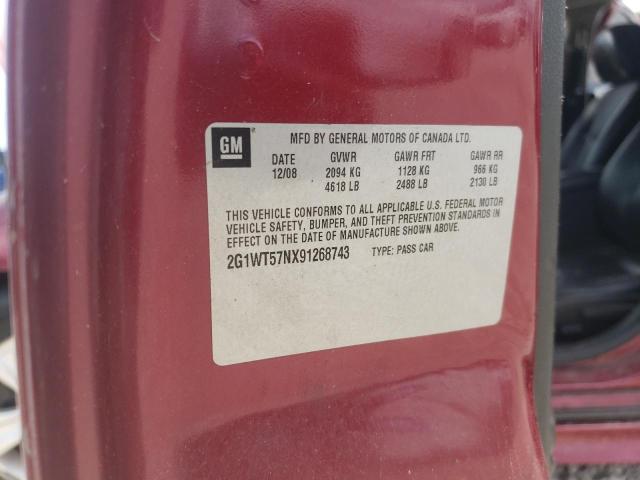 GM
MFD BY GENERAL MOTORS OF CANADA LTD.
DATE GVWR GAWR FRT GAWR RR
12/08 2094 KG 1128 KG 966 KG
4618 LB 2488 LB 2130 LB
THIS VEHICLE CONFORMS TO ALL APPLICABLE U.S. FEDERAL MOTOR
VEHICLE SAFETY, BUMPER, AND THEFT PREVENTION STANDARDS IN
EFFECT ON THE DATE OF MANUFACTURE SHOWN ABOVE.
2G1WT57NX91268743 TYPE: PASS CAR